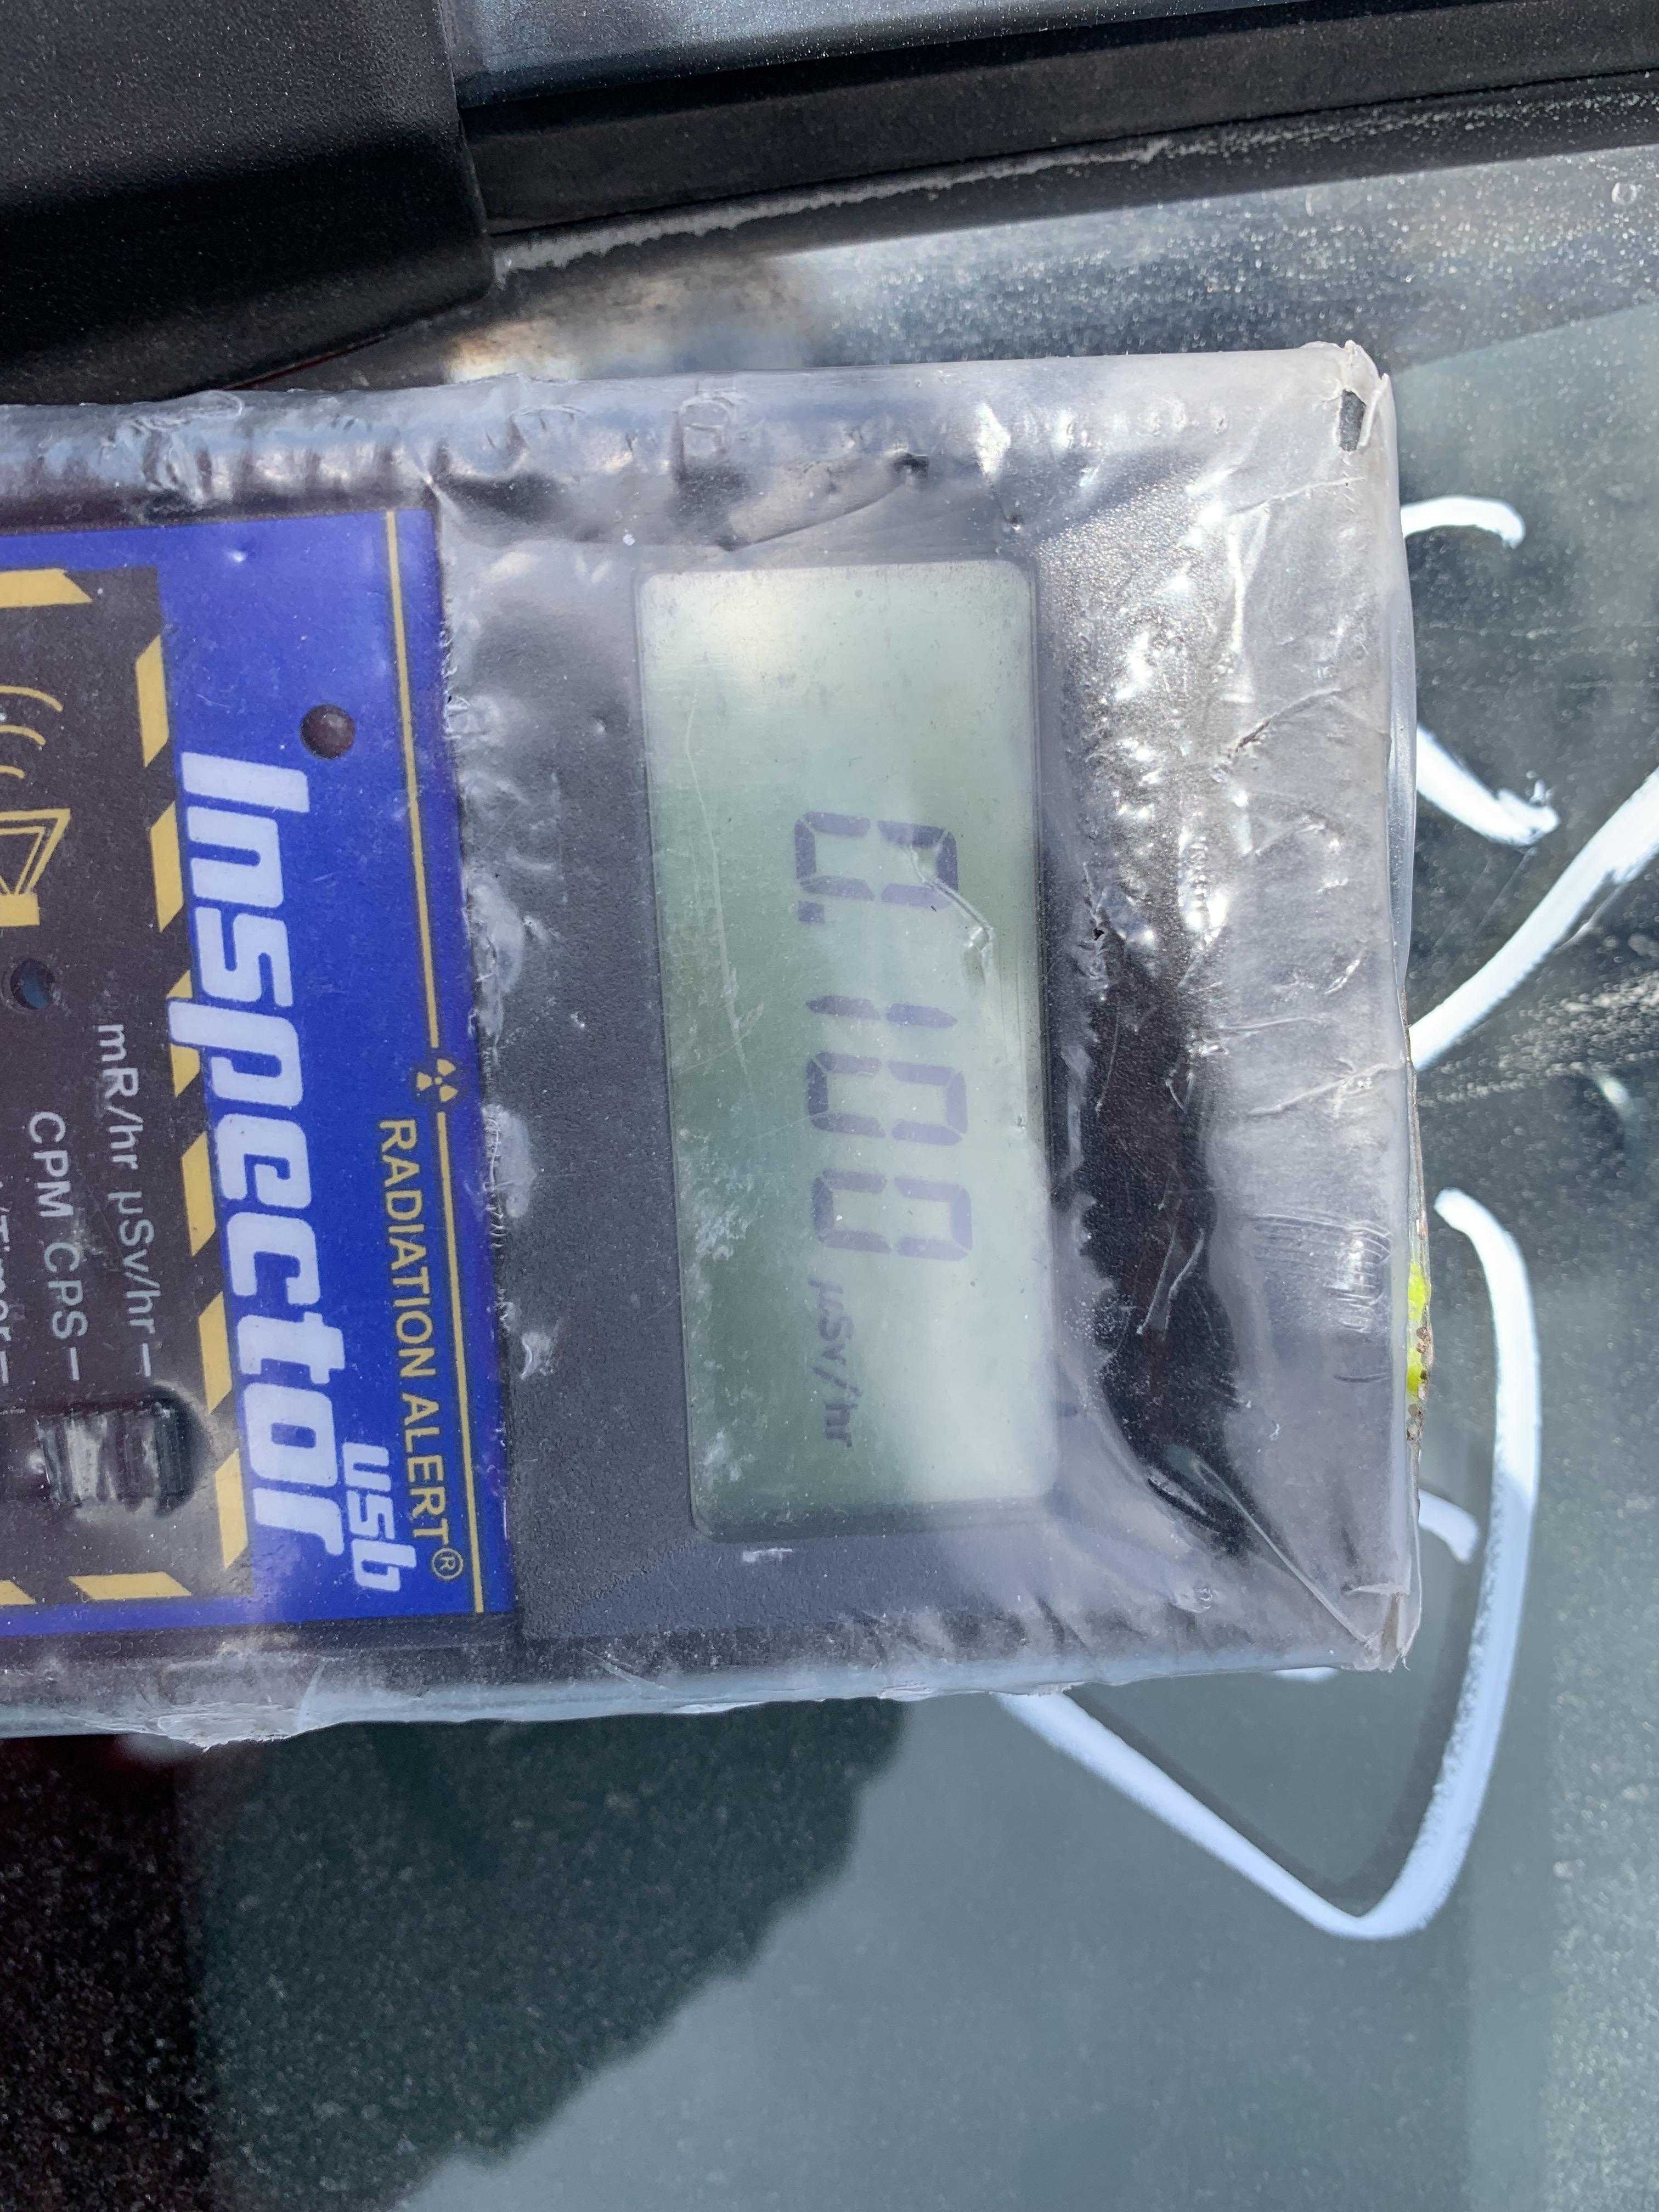 0.100 µSv/hr
RADIATION ALERT®
Inspector USB
mR/hr µSv/hr
CPM CPS